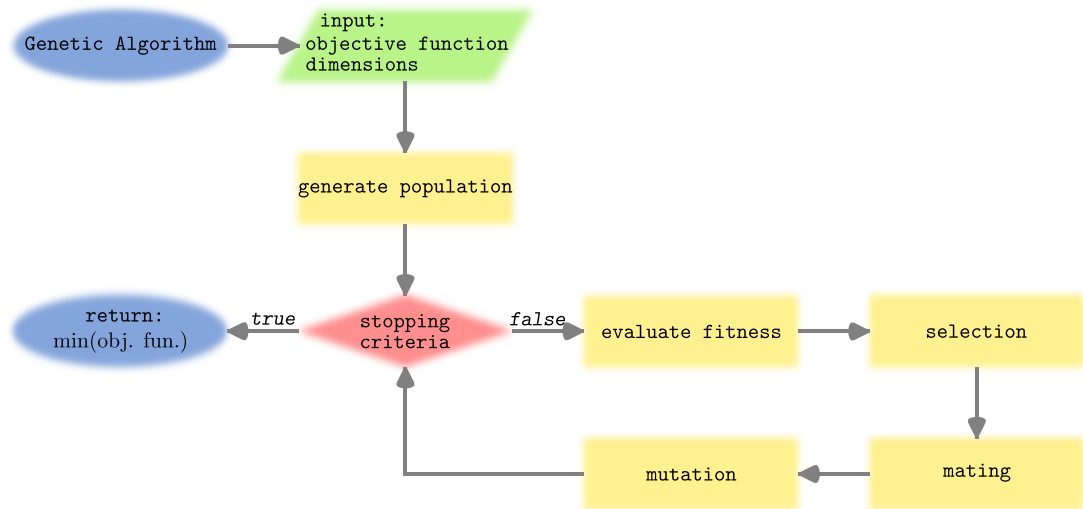 Genetic Algorithm
input:
objective function
dimensions
generate population
return:
min(obj. fun.)
true
stopping
criteria
false
evaluate fitness
selection
mutation
mating